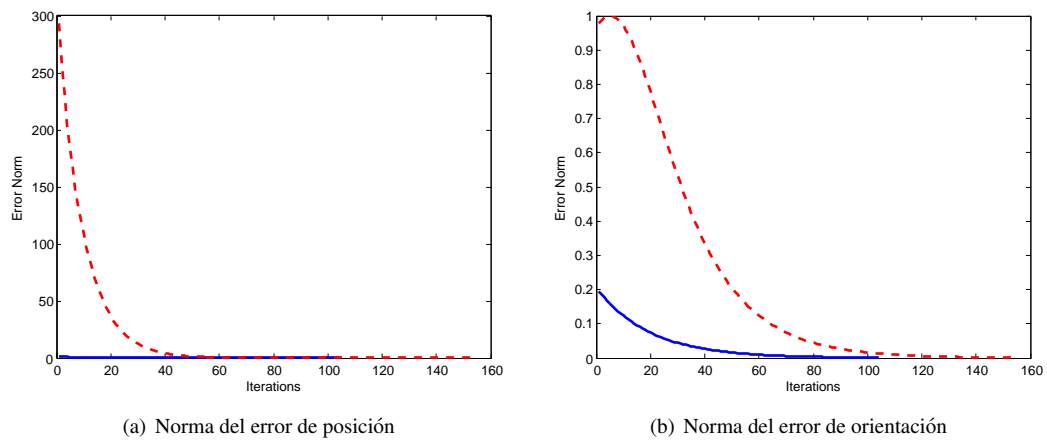 300
250
200
150
100
50
0
Error Norm
0 20 40 60 80 100 120 140 160
Iterations
(a) Norma del error de posición
1
0.9
0.8
0.7
0.6
0.5
0.4
0.3
0.2
0.1
0
Error Norm
0 20 40 60 80 100 120 140 160
Iterations
(b) Norma del error de orientación